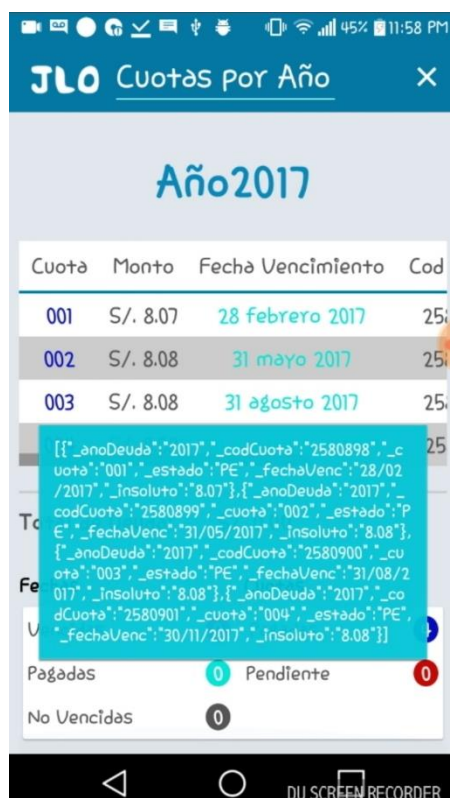 45% 11:58 PM
JLO Cuotas por Año ×
Año2017
Cuota Monto Fecha Vencimiento Cod
001 S/. 8.07 28 febrero 2017 258
002 S/. 8.08 31 mayo 2017 258
003 S/. 8.08 31 agosto 2017 258
25
[{"_anoDeuda":"2017","_codCuota":"2580898","_c
uota":"001","_estado":"PE","_fechaVenc":"28/02
/2017","_insoluto":"8.07"},{"_anoDeuda":"2017","_
codCuota":"2580899","_cuota":"002","_estado":"P
E","_fechaVenc":"31/05/2017","_insoluto":"8.08"},
{"_anoDeuda":"2017","_codCuota":"2580900","_cu
ota":"003","_estado":"PE","_fechaVenc":"31/08/2
017","_insoluto":"8.08"},{"_anoDeuda":"2017","_co
dCuota":"2580901","_cuota":"004","_estado":"PE",
"_fechaVenc":"30/11/2017","_insoluto":"8.08"}]
Pagadas 0 Pendiente 0
No Vencidas 0
DU SCREEN RECORDER